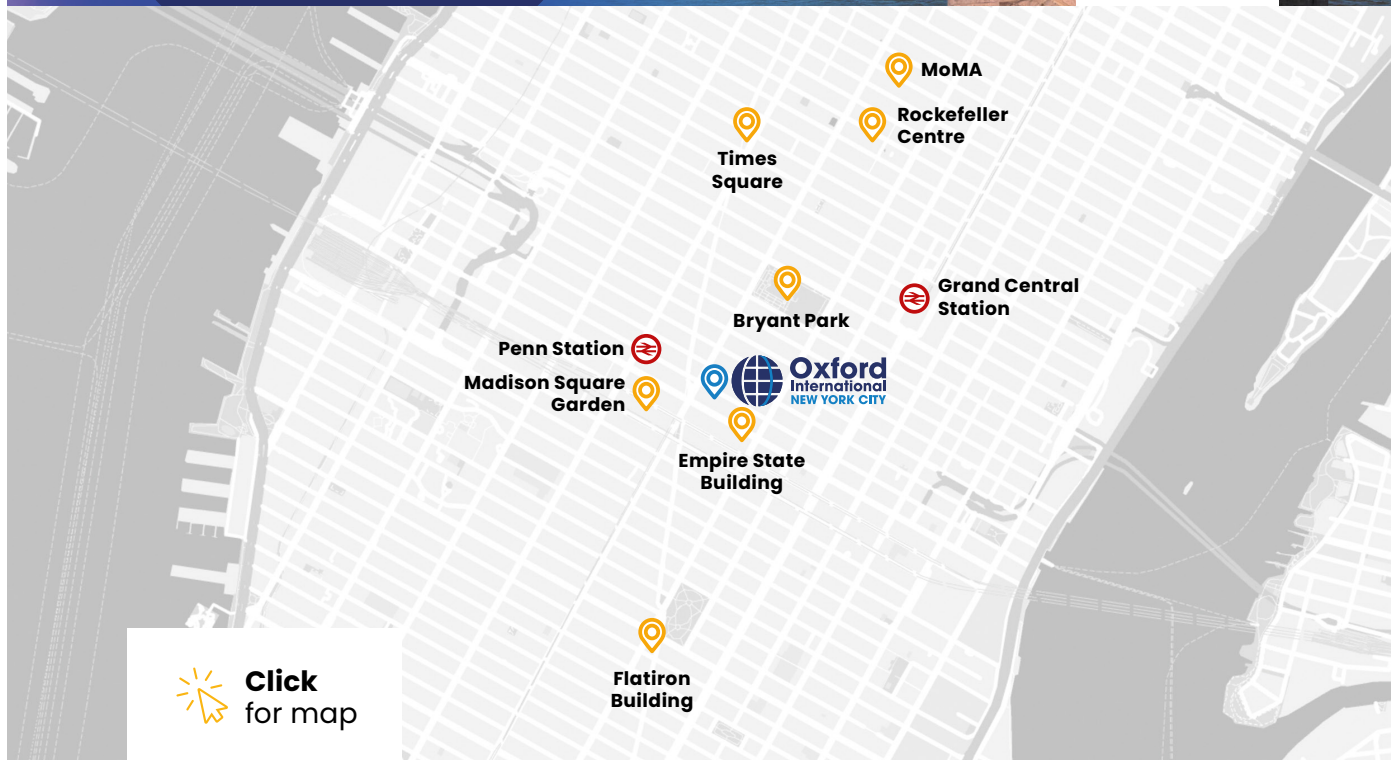 MoMA
Rockefeller
Centre
Times
Square
Grand Central
Station
Bryant Park
Penn Station
Oxford
International
NEW YORK CITY
Madison Square
Garden
Empire State
Building
Flatiron
Building
Click
for map